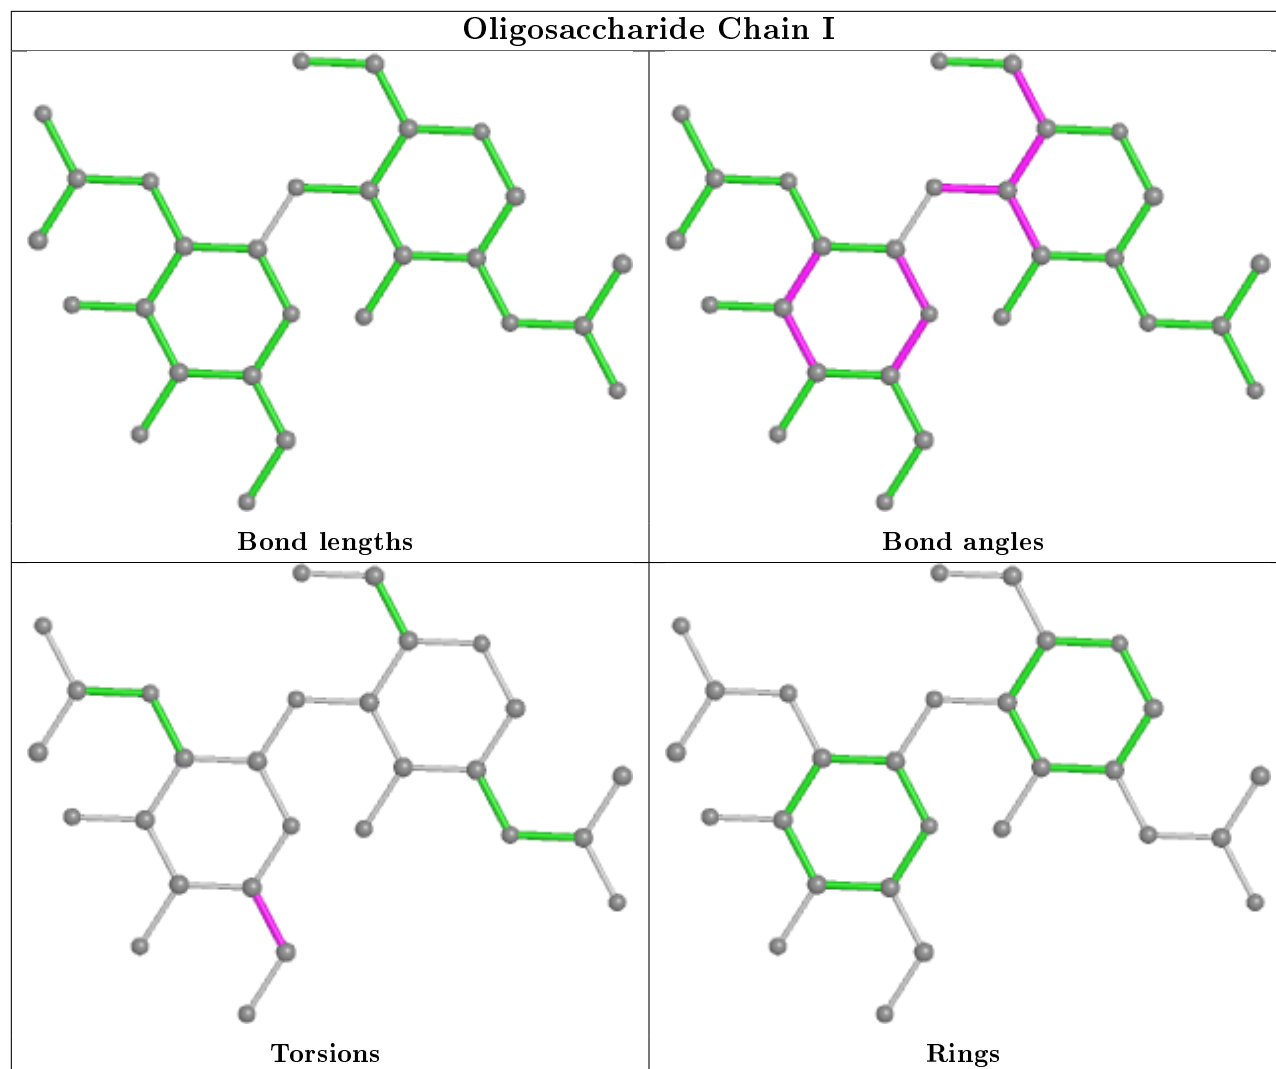 Oligosaccharide Chain I
Bond lengths
Bond angles
Torsions
Rings